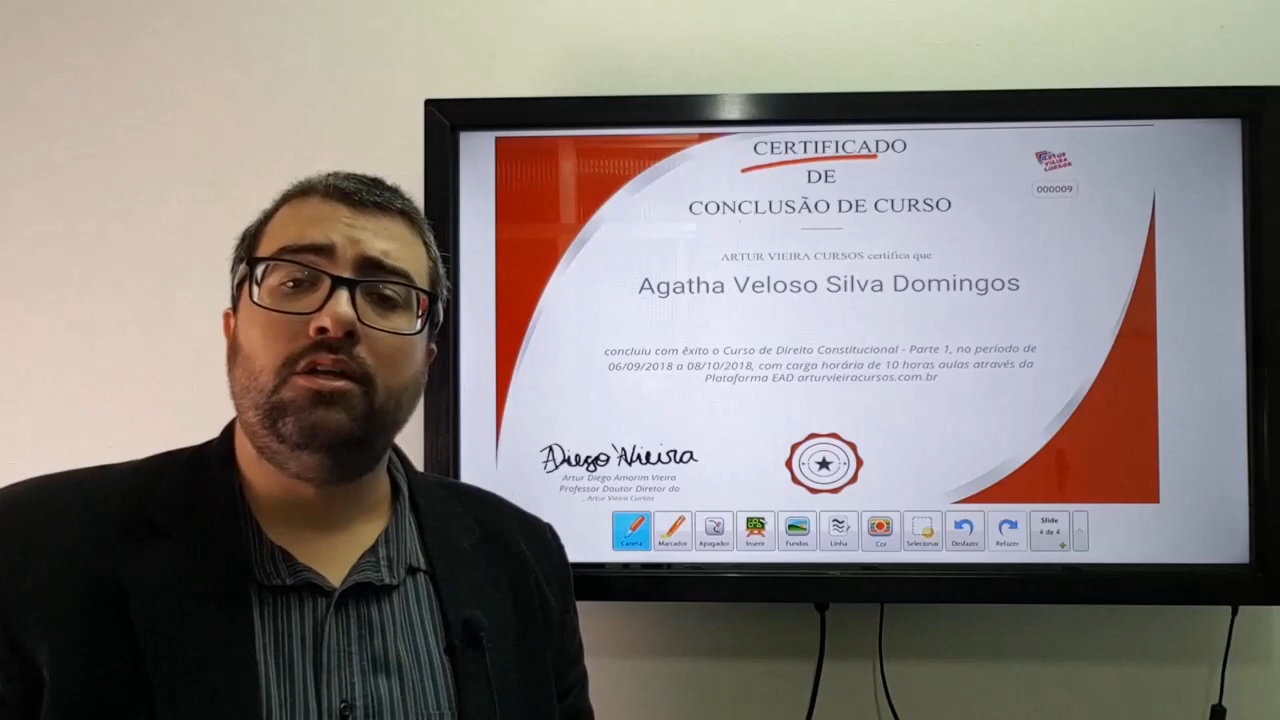 CERTIFICADO
DE
CONCLUSÃO DE CURSO
ARTUR VIEIRA CURSOS
000009
ARTUR VIEIRA CURSOS certifica que
Agatha Veloso Silva Domingos
concluiu com êxito o Curso de Direito Constitucional - Parte 1, no período de
06/09/2018 a 08/10/2018, com carga horária de 10 horas aulas através da
Plataforma EAD arturvieiracursos.com.br
Diego Vieira
Artur Diego Amorim Vieira
Professor Doutor Diretor do
Artur Vieira Cursos
Caneta Marcador Apagador Inserir Fundos Linha Cor Selecionar Desfazer Refazer
Slide
4 de 4